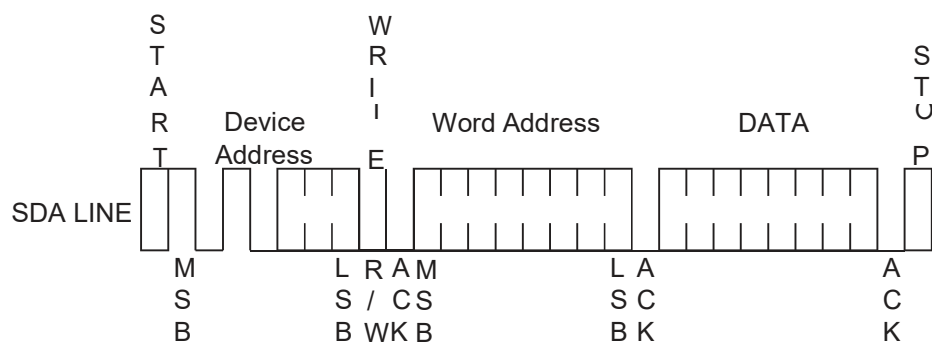 START
WRITE
STOP
Device
Address
Word Address
DATA
SDA LINE
MSB
LSB
R/W
ACK
MSB
LSB
ACK
ACK